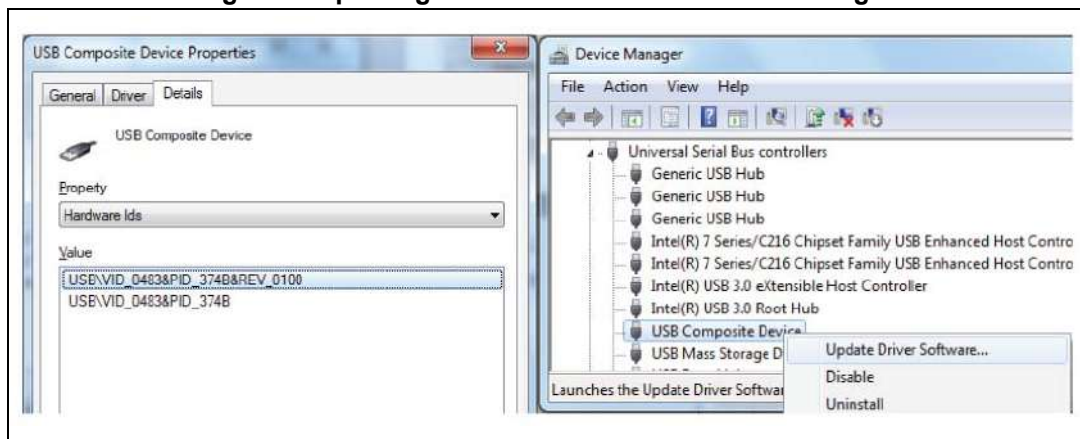 USB Composite Device Properties
General Driver Details
USB Composite Device
Property
Hardware Ids
Value
USB\VID_0483&PID_374B&REV_0100
USB\VID_0483&PID_374B
Device Manager
File Action View Help
Universal Serial Bus controllers
Generic USB Hub
Generic USB Hub
Generic USB Hub
Intel(R) 7 Series/C216 Chipset Family USB Enhanced Host Contro
Intel(R) 7 Series/C216 Chipset Family USB Enhanced Host Contro
Intel(R) USB 3.0 eXtensible Host Controller
Intel(R) USB 3.0 Root Hub
USB Composite Device
USB Mass Storage D
Update Driver Software...
Disable
Uninstall
Launches the Update Driver Softwar